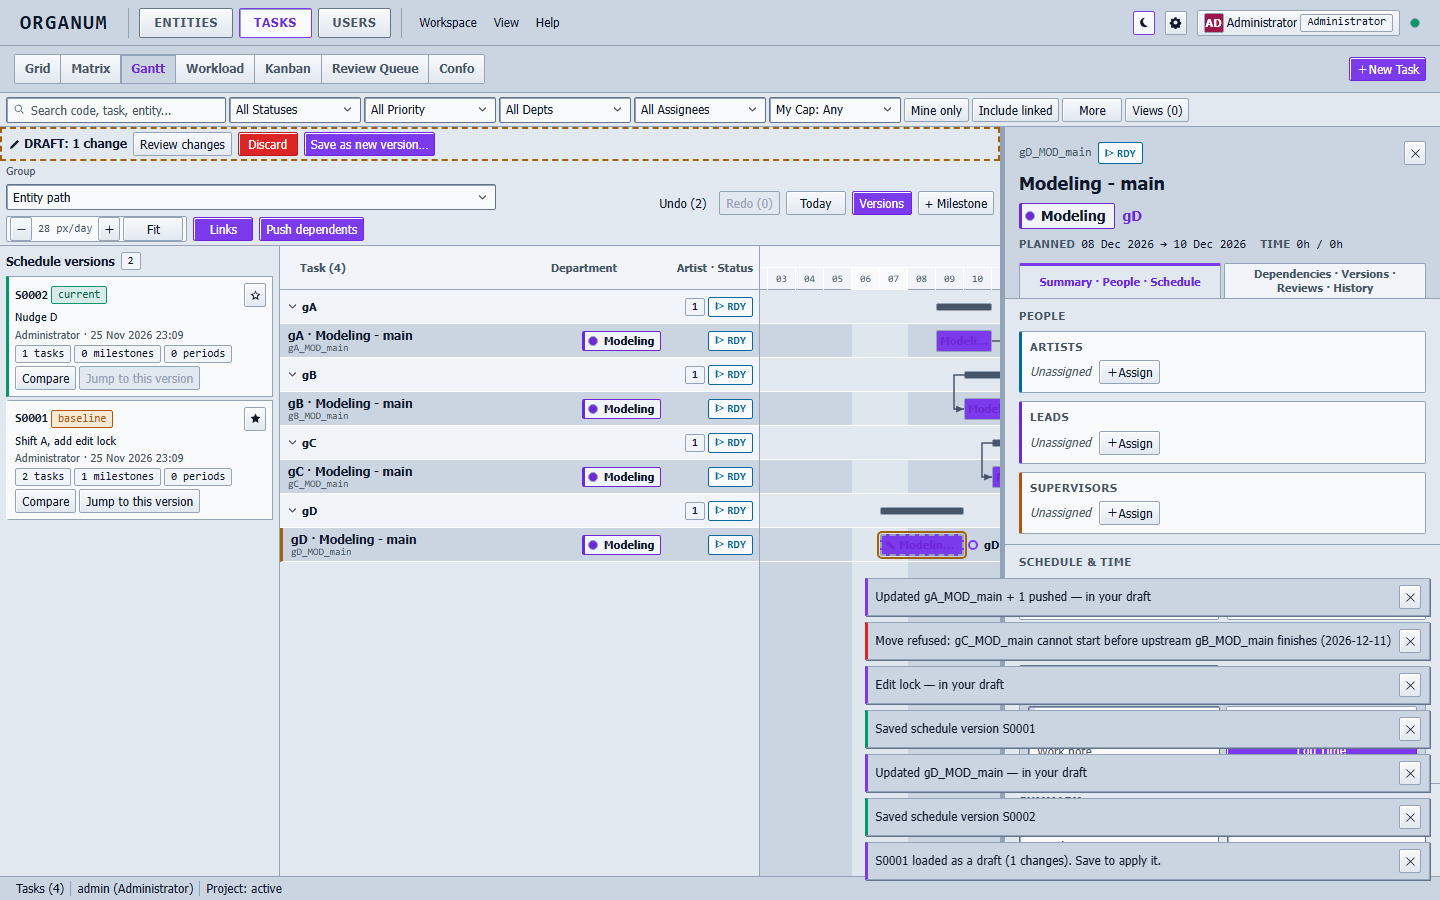 ORGANUM
ENTITIES TASKS USERS Workspace View Help AD Administrator Administrator
Grid Matrix Gantt Workload Kanban Review Queue Confo +New Task
Search code, task, entity... All Statuses All Priority All Depts All Assignees My Cap: Any Mine only Include linked More Views (0)
DRAFT: 1 change Review changes Discard Save as new version...
Group
Entity path
Undo (2) Redo (0) Today Versions + Milestone
− 28 px/day + Fit Links Push dependents
Schedule versions 2
S0002 current
Nudge D
Administrator · 25 Nov 2026 23:09
1 tasks 0 milestones 0 periods
Compare Jump to this version
S0001 baseline
Shift A, add edit lock
Administrator · 25 Nov 2026 23:09
2 tasks 1 milestones 0 periods
Compare Jump to this version
Task (4) Department Artist · Status
03 04 05 06 07 08 09 10
gA 1 RDY
gA · Modeling - main Modeling RDY
gA_MOD_main
Modeli...
gB 1 RDY
gB · Modeling - main Modeling RDY
gB_MOD_main
Mode
gC 1 RDY
gC · Modeling - main Modeling RDY
gC_MOD_main
gD 1 RDY
gD · Modeling - main Modeling RDY
gD_MOD_main
Modelin... gD
gD_MOD_main RDY
Modeling - main
Modeling gD
PLANNED 08 Dec 2026 → 10 Dec 2026 TIME 0h / 0h
Summary · People · Schedule
Dependencies · Versions ·
Reviews · History
PEOPLE
ARTISTS
Unassigned +Assign
LEADS
Unassigned +Assign
SUPERVISORS
Unassigned +Assign
SCHEDULE & TIME
Updated gA_MOD_main + 1 pushed — in your draft
Move refused: gC_MOD_main cannot start before upstream gB_MOD_main finishes (2026-12-11)
Edit lock — in your draft
Saved schedule version S0001
Work note Log Time
Updated gD_MOD_main — in your draft
Saved schedule version S0002
S0001 loaded as a draft (1 changes). Save to apply it.
Tasks (4) admin (Administrator) Project: active